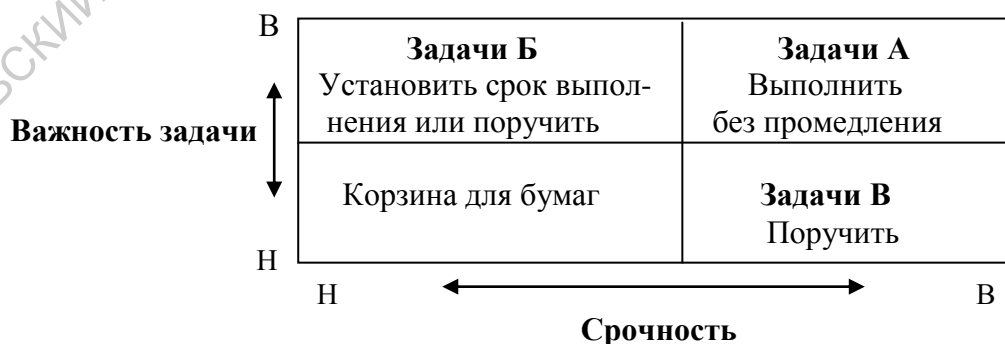 В
Задачи Б
Установить срок выпол-
нения или поручить
Задачи А
Выполнить
без промедления
Важность задачи
Корзина для бумаг
Задачи В
Поручить
Н
Н
В
Срочность